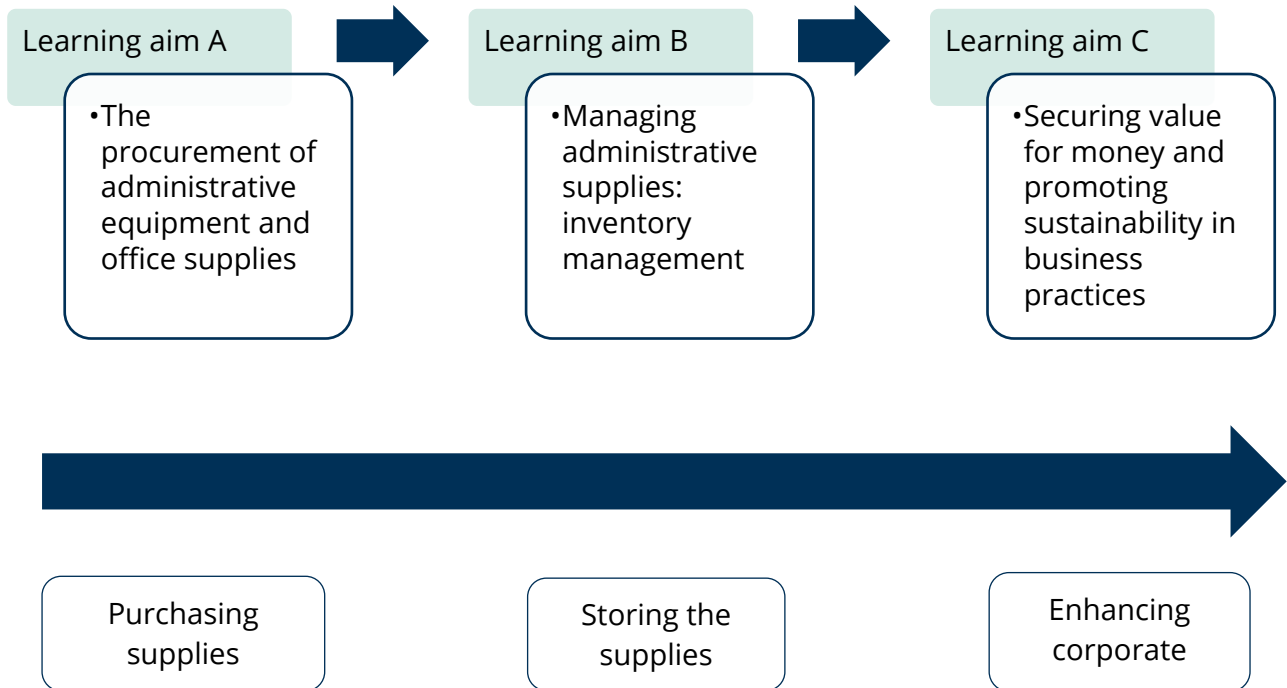 Learning aim A
•The
procurement of
administrative
equipment and
office supplies
Learning aim B
•Managing
administrative
supplies:
inventory
management
Learning aim C
•Securing value
for money and
promoting
sustainability in
business
practices
Purchasing
supplies
Storing the
supplies
Enhancing
corporate